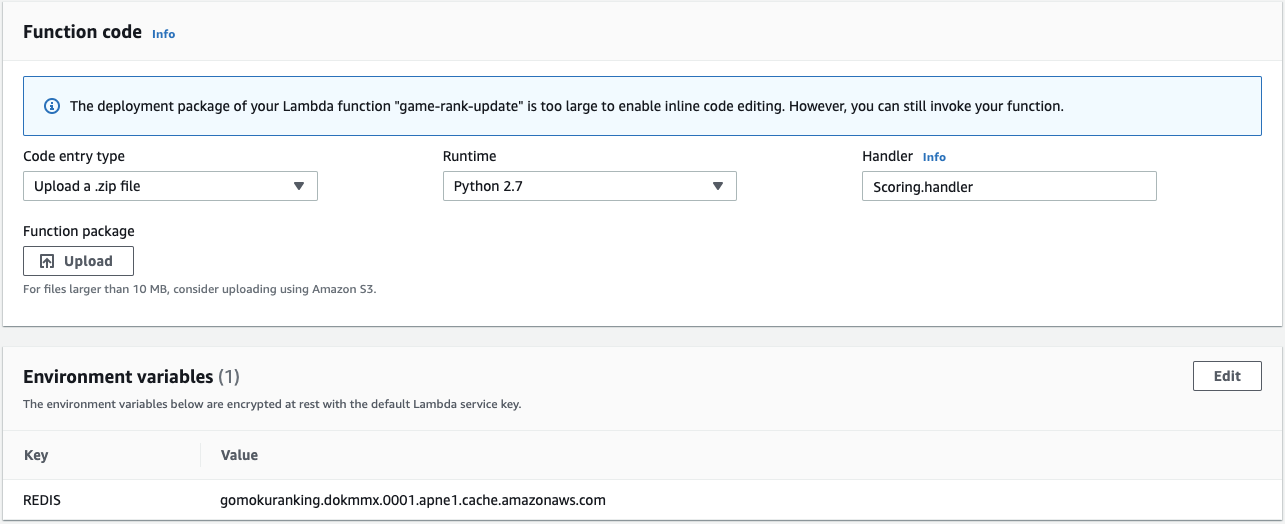 Function code Info
The deployment package of your Lambda function "game-rank-update" is too large to enable inline code editing. However, you can still invoke your function.
Code entry type Runtime Handler Info
Upload a .zip file Python 2.7 Scoring.handler
Function package
Upload
For files larger than 10 MB, consider uploading using Amazon S3.
Environment variables (1) Edit
The environment variables below are encrypted at rest with the default Lambda service key.
Key Value
REDIS gomokuranking.dokmmx.0001.apne1.cache.amazonaws.com